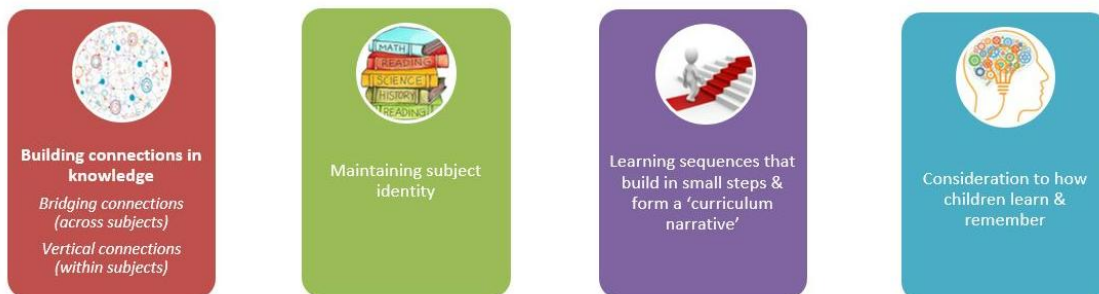 Building connections in
knowledge
Bridging connections
(across subjects)
Vertical connections
(within subjects)
MATH
READING
SCIENCE
HISTORY
READING
Maintaining subject
identity
Learning sequences that
build in small steps &
form a ‘curriculum
narrative’
Consideration to how
children learn &
remember